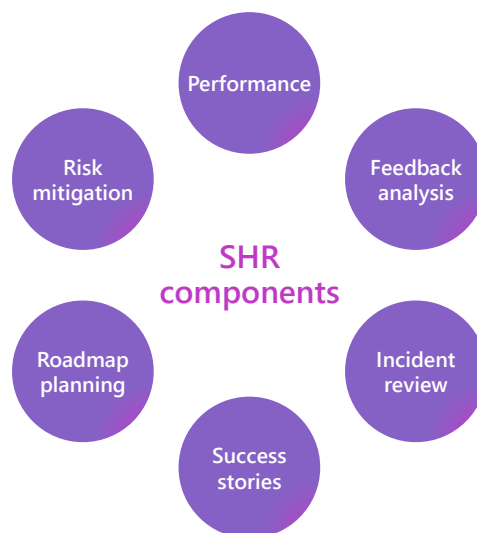 Performance
Risk
mitigation
Feedback
analysis
SHR
components
Roadmap
planning
Incident
review
Success
stories